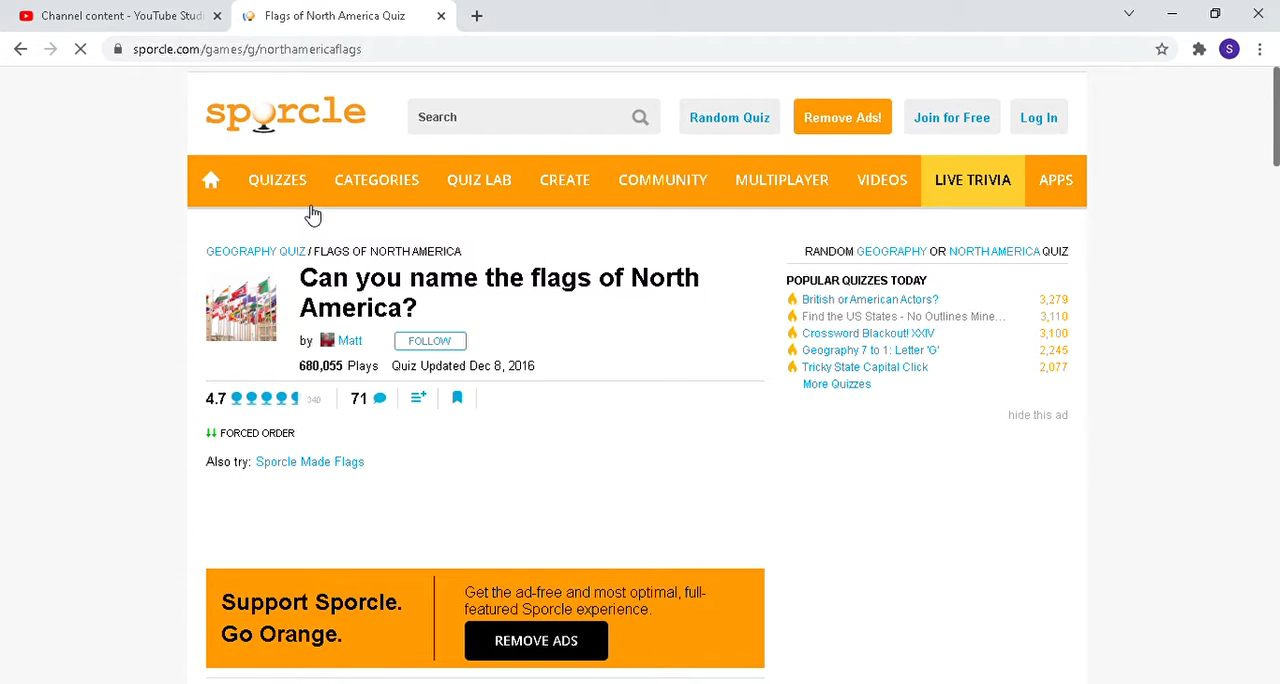 Channel content - YouTube Studi
Flags of North America Quiz
sporcle.com/games/g/northamericaflags
S
sporcle
Search
Random Quiz
Remove Ads!
Join for Free
Log In
QUIZZES
CATEGORIES
QUIZ LAB
CREATE
COMMUNITY
MULTIPLAYER
VIDEOS
LIVE TRIVIA
APPS
GEOGRAPHY QUIZ / FLAGS OF NORTH AMERICA
Can you name the flags of North
America?
by Matt
FOLLOW
680,055 Plays Quiz Updated Dec 8, 2016
4.7 340 71
FORCED ORDER
Also try: Sporcle Made Flags
RANDOM GEOGRAPHY OR NORTH AMERICA QUIZ
POPULAR QUIZZES TODAY
British or American Actors? 3,279
Find the US States - No Outlines Mine... 3,110
Crossword Blackout! XXIV 3,100
Geography 7 to 1: Letter 'G' 2,245
Tricky State Capital Click 2,077
More Quizzes
hide this ad
Support Sporcle.
Go Orange.
Get the ad-free and most optimal, full-
featured Sporcle experience.
REMOVE ADS